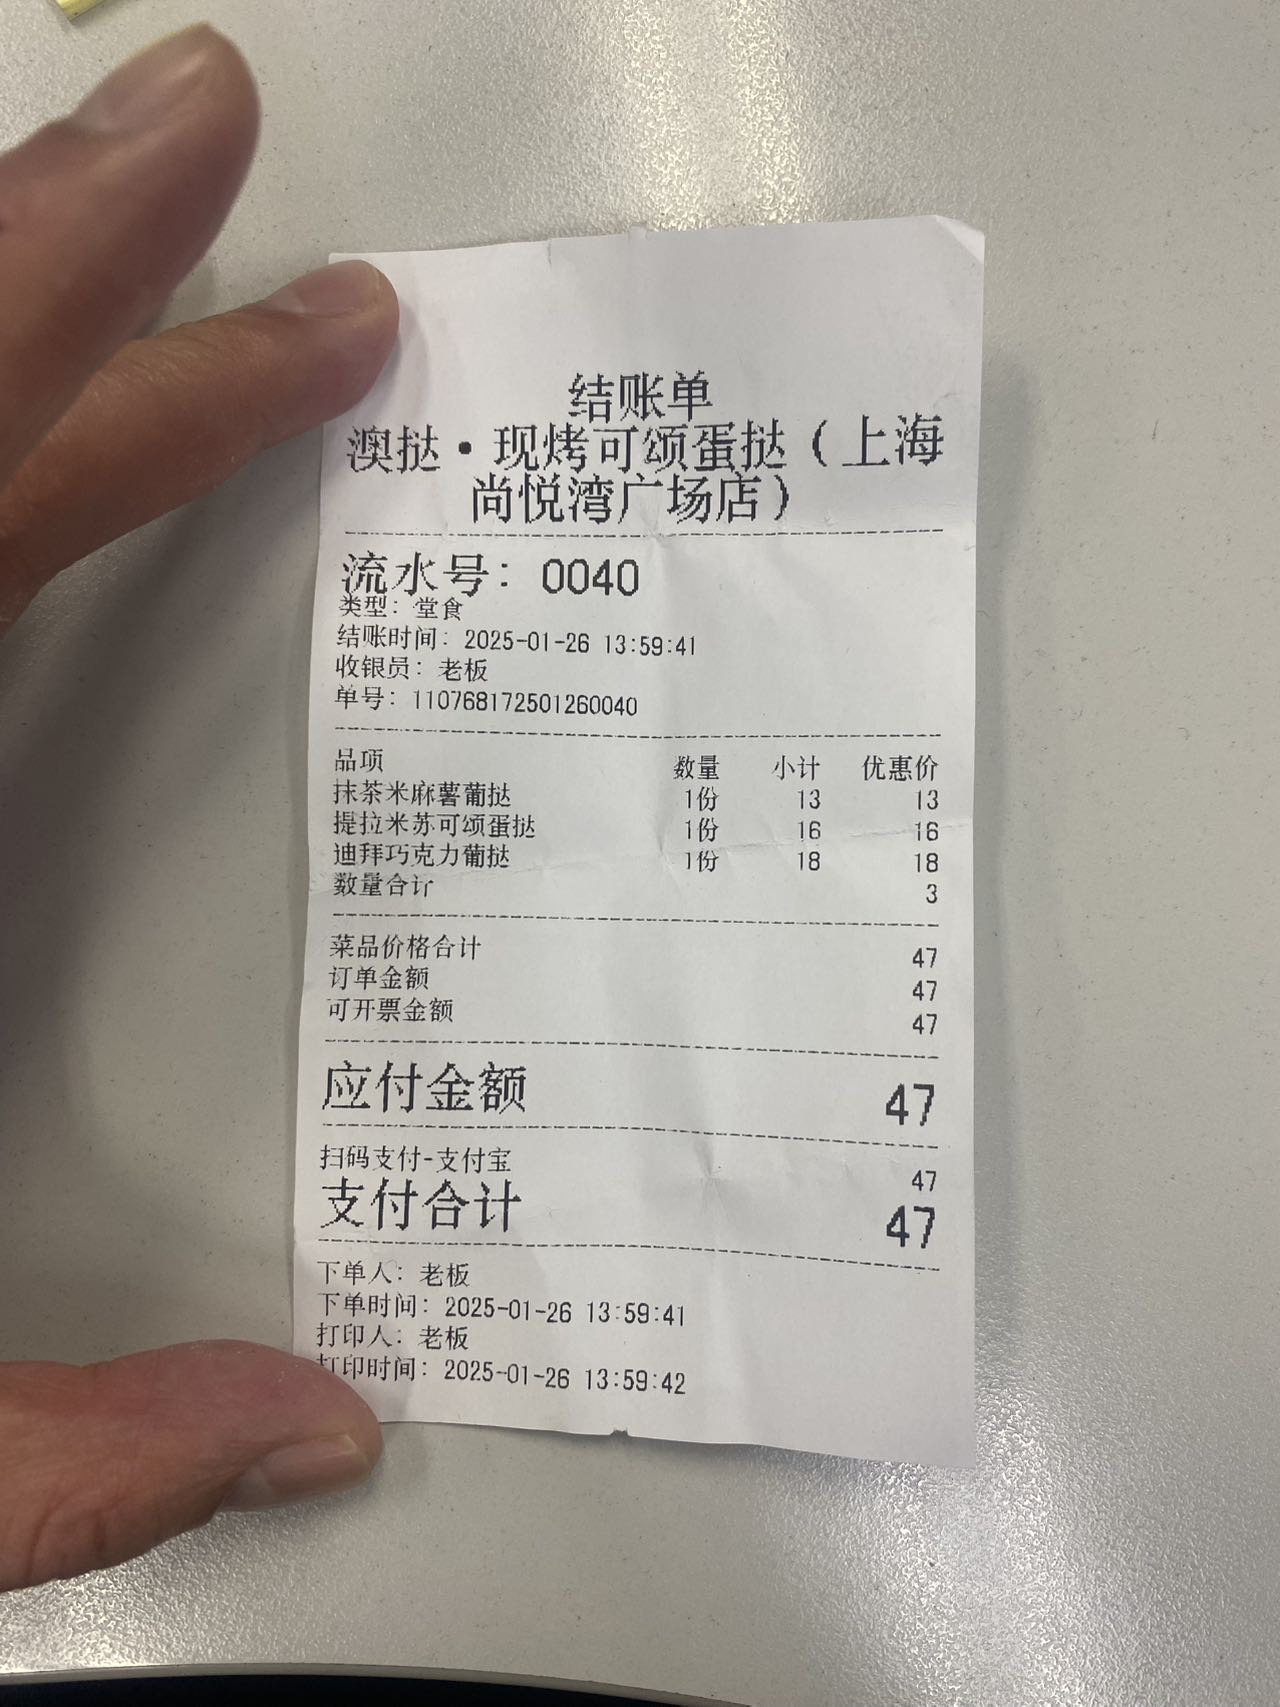 结账单
澳挞·现烤可颂蛋挞（上海
尚悦湾广场店）
流水号：0040
类型：堂食
结账时间：2025-01-26 13:59:41
收银员：老板
单号：110768172501260040
品项 数量 小计 优惠价
抹茶米麻薯葡挞 1份 13 13
提拉米苏可颂蛋挞 1份 16 16
迪拜巧克力葡挞 1份 18 18
数量合计 3
菜品价格合计 47
订单金额 47
可开票金额 47
应付金额 47
扫码支付-支付宝 47
支付合计 47
下单人：老板
下单时间：2025-01-26 13:59:41
打印人：老板
打印时间：2025-01-26 13:59:42